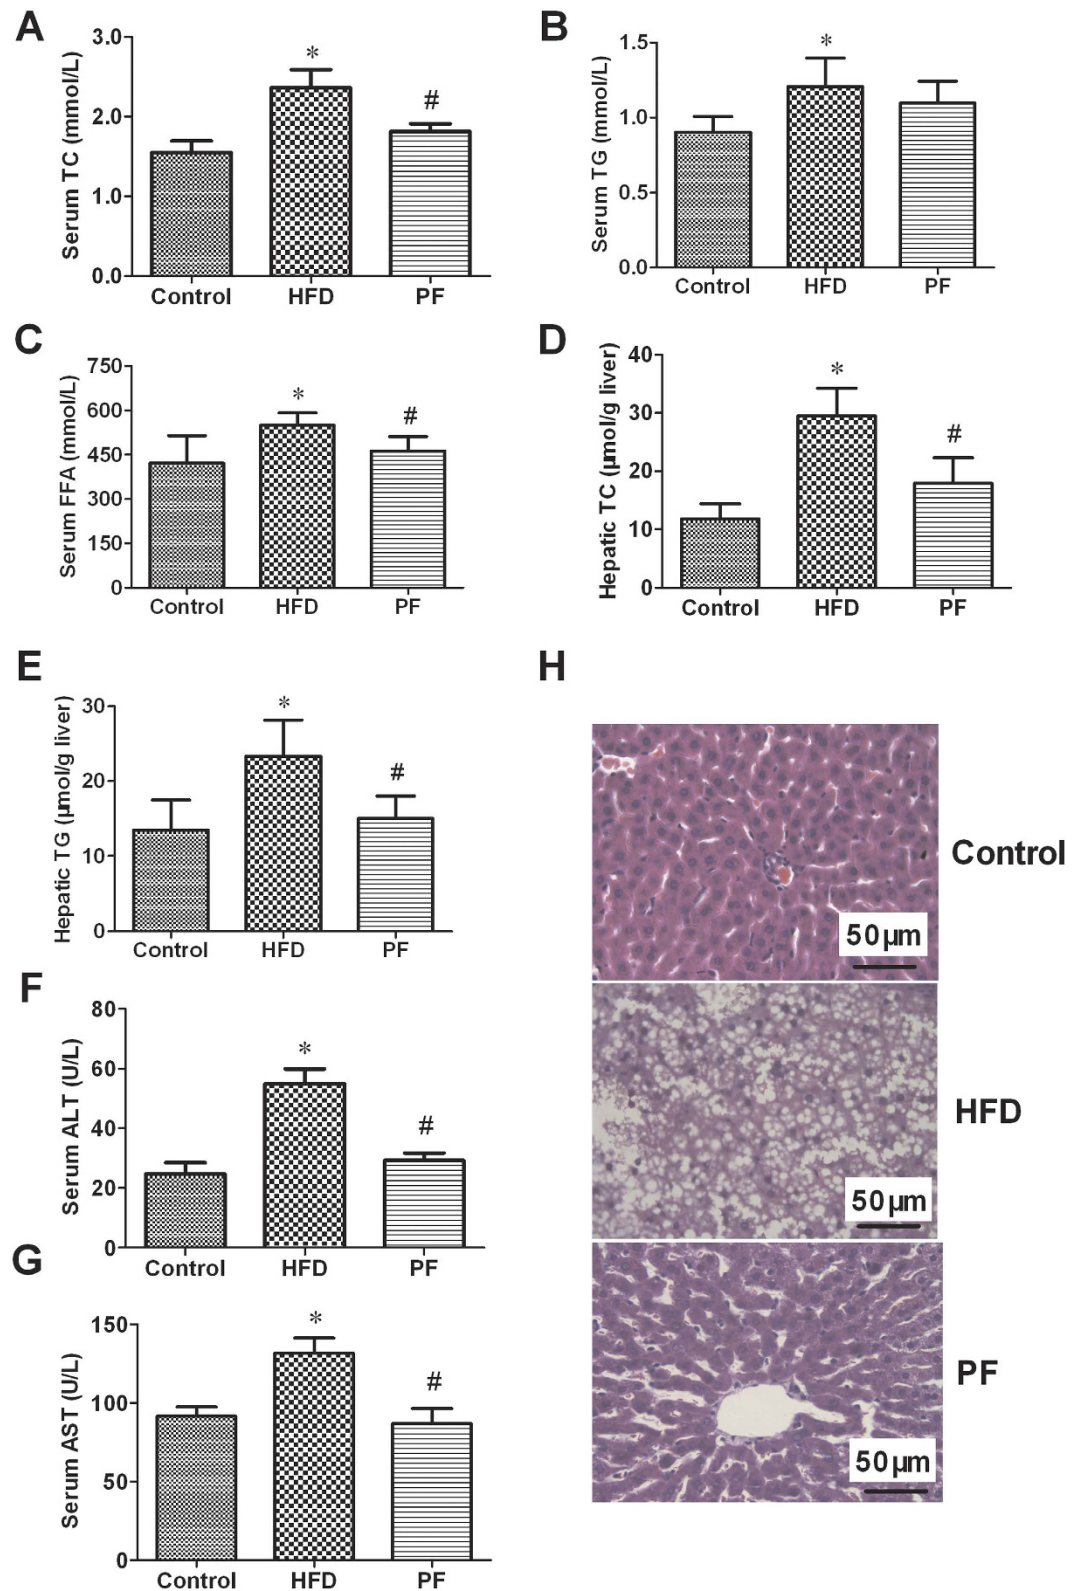 A
Serum TC (mmol/L)
3.0
2.0
1.0
0.0
*
#
Control HFD PF
B
Serum TG (mmol/L)
1.5
1.0
0.5
0.0
*
Control HFD PF
C
Serum FFA (mmol/L)
750
600
450
300
150
0
*
#
Control HFD PF
D
Hepatic TC (μmol/g liver)
40
30
20
10
0
*
#
Control HFD PF
E
Hepatic TG (μmol/g liver)
30
20
10
0
*
#
Control HFD PF
F
Serum ALT (U/L)
80
60
40
20
0
*
#
Control HFD PF
G
Serum AST (U/L)
150
100
50
0
*
#
Control HFD PF
H
50μm
Control
50μm
HFD
50μm
PF